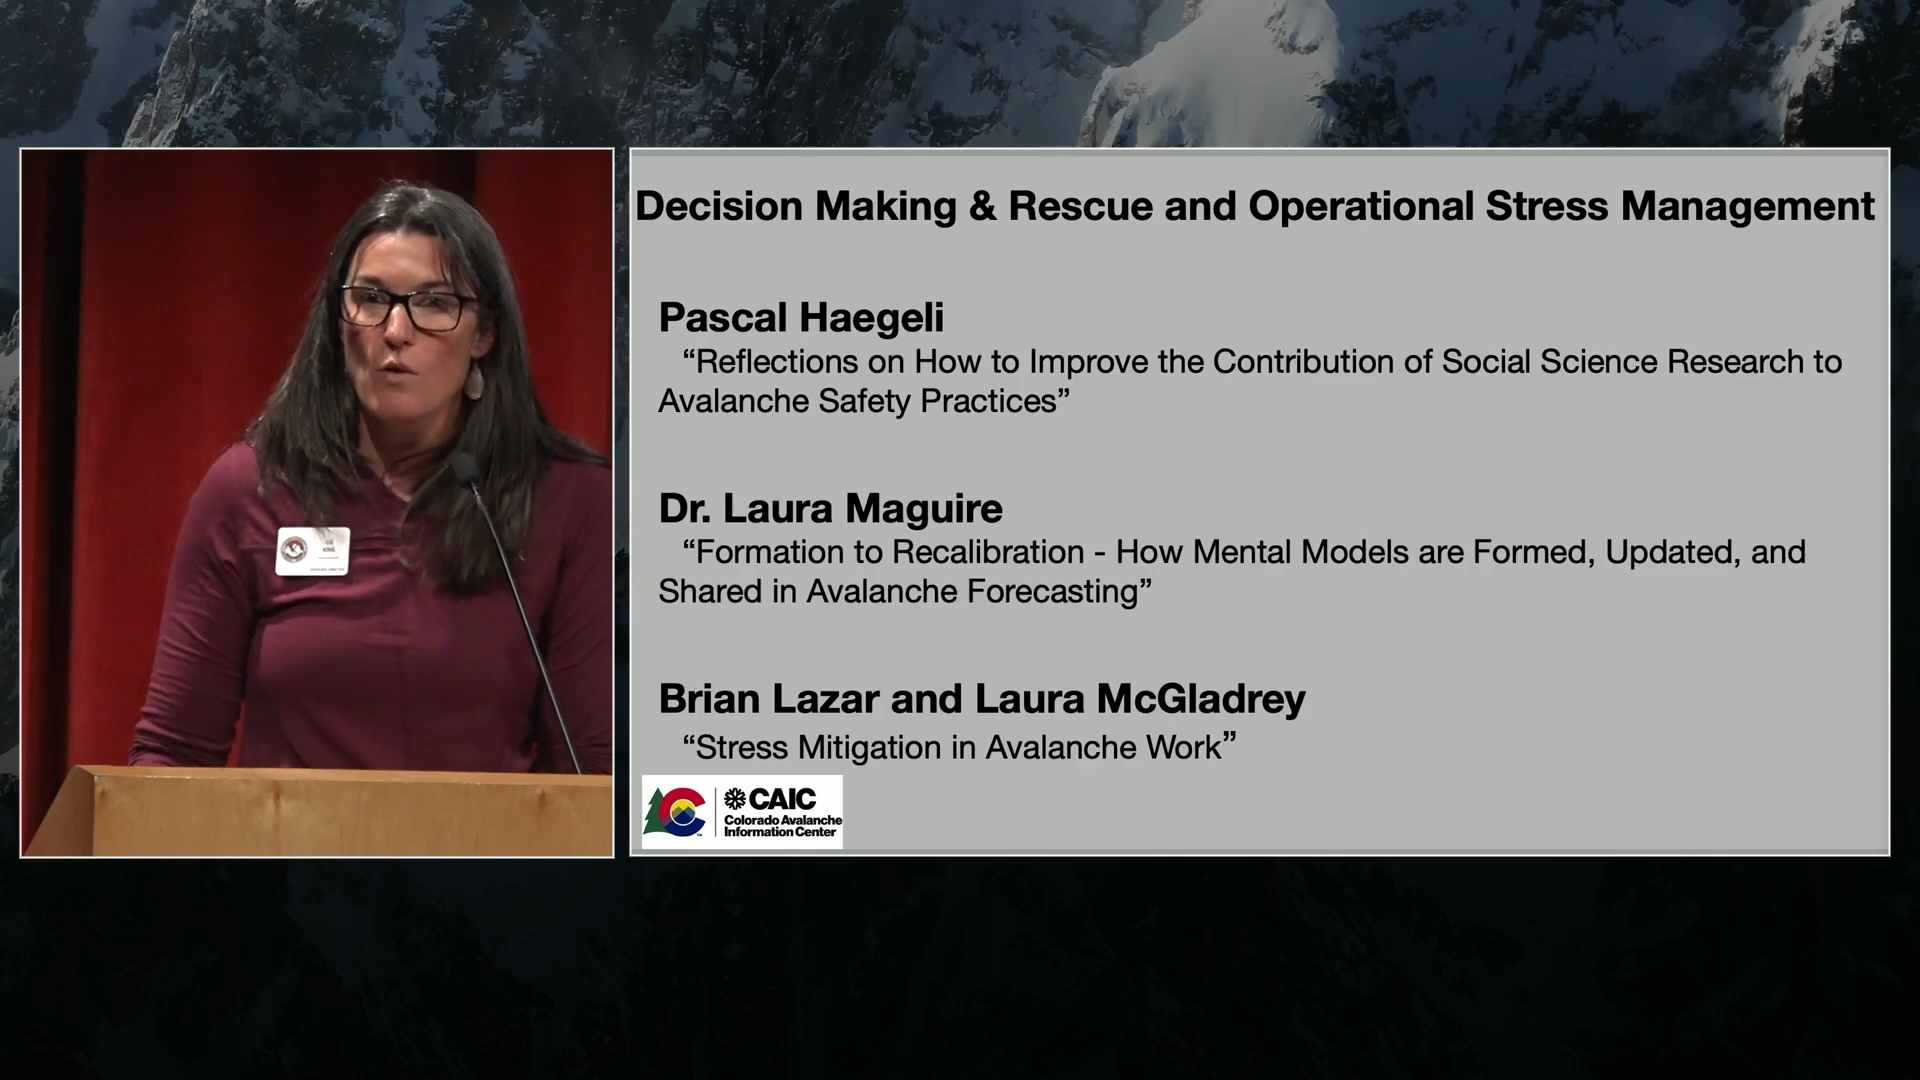 Decision Making & Rescue and Operational Stress Management
Pascal Haegeli
“Reflections on How to Improve the Contribution of Social Science Research to
Avalanche Safety Practices”
Dr. Laura Maguire
“Formation to Recalibration - How Mental Models are Formed, Updated, and
Shared in Avalanche Forecasting”
Brian Lazar and Laura McGladrey
“Stress Mitigation in Avalanche Work”
CAIC
Colorado Avalanche
Information Center
KING